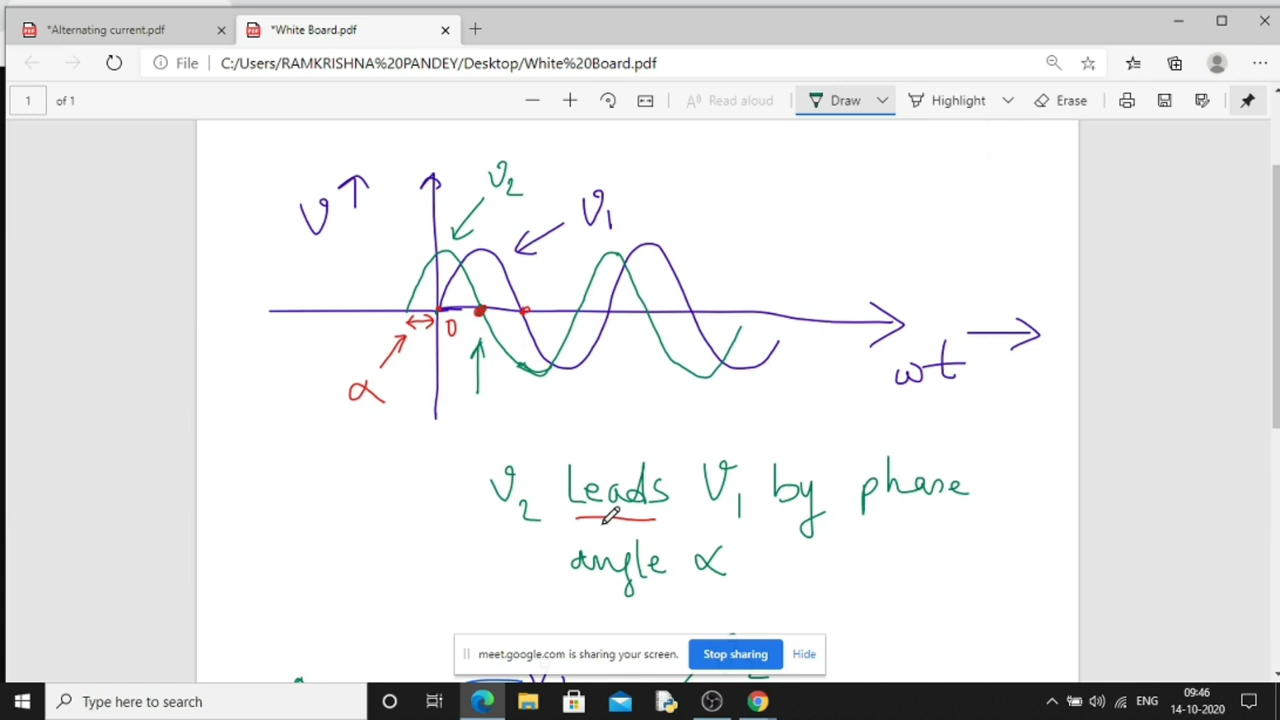 *Alternating current.pdf
*White Board.pdf
File
C:/Users/RAMKRISHNA%20PANDEY/Desktop/White%20Board.pdf
1 of 1
Read aloud
Draw
Highlight
Erase
V
V2
V1
0
α
ωt
V2 Leads V1 by phase
angle α
meet.google.com is sharing your screen.
Stop sharing
Hide
Type here to search
ENG
09:46
14-10-2020